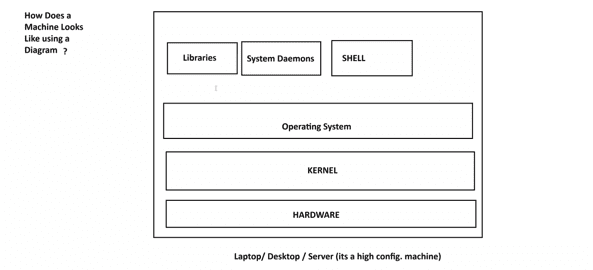 How Does a
Machine Looks
Like using a
Diagram ?
Libraries
System Daemons
SHELL
Operating System
KERNEL
HARDWARE
Laptop/ Desktop / Server (its a high config. machine)